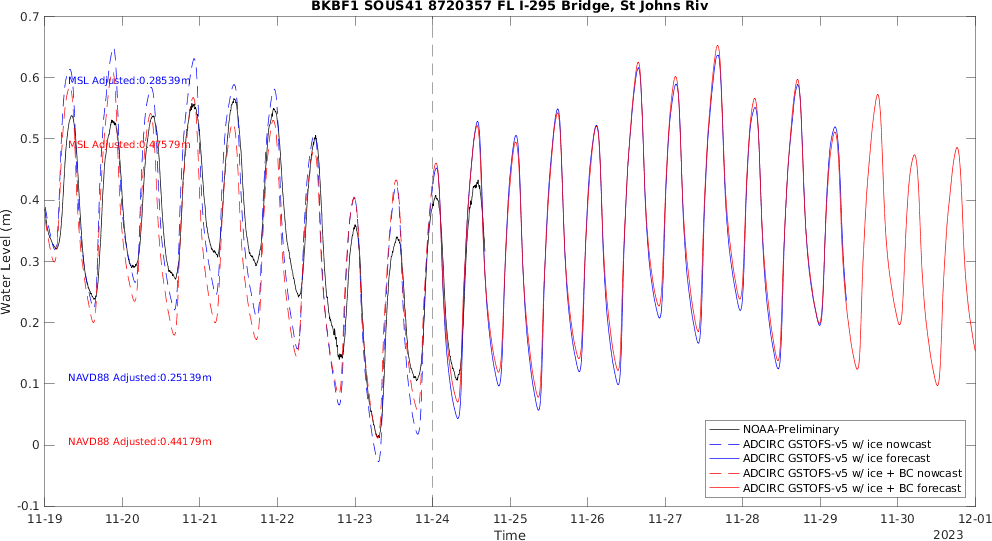 BKBF1 SOUS41 8720357 FL I-295 Bridge, St Johns Riv
0.7
0.6
0.5
0.4
0.3
0.2
0.1
0
-0.1
Water Level (m)
MSL Adjusted:0.28539m
MSL Adjusted:0.47579m
NAVD88 Adjusted:0.25139m
NAVD88 Adjusted:0.44179m
NOAA-Preliminary
ADCIRC GSTOFS-v5 w/ ice nowcast
ADCIRC GSTOFS-v5 w/ ice forecast
ADCIRC GSTOFS-v5 w/ ice + BC nowcast
ADCIRC GSTOFS-v5 w/ ice + BC forecast
11-19 11-20 11-21 11-22 11-23 11-24 11-25 11-26 11-27 11-28 11-29 11-30 12-01
Time
2023